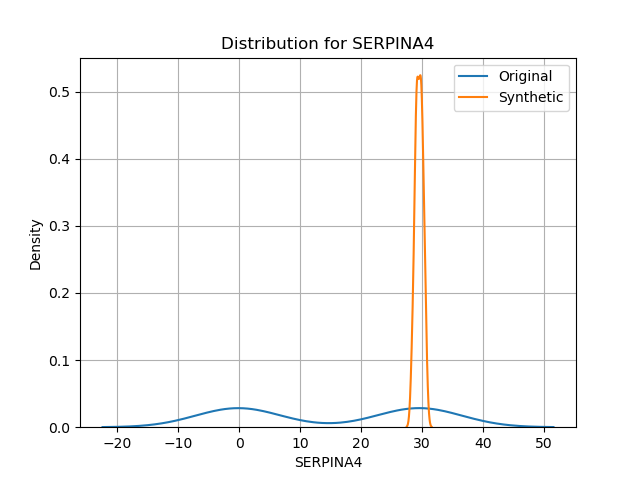 Distribution for SERPINA4
Original
Synthetic
0.5
0.4
0.3
0.2
0.1
0.0
Density
−20 −10 0 10 20 30 40 50
SERPINA4